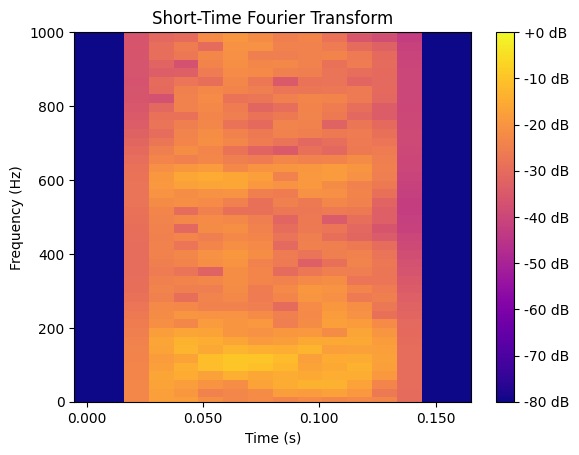 Short-Time Fourier Transform
1000
800
600
400
200
0
Frequency (Hz)
0.000
0.050
0.100
0.150
Time (s)
+0 dB
-10 dB
-20 dB
-30 dB
-40 dB
-50 dB
-60 dB
-70 dB
-80 dB